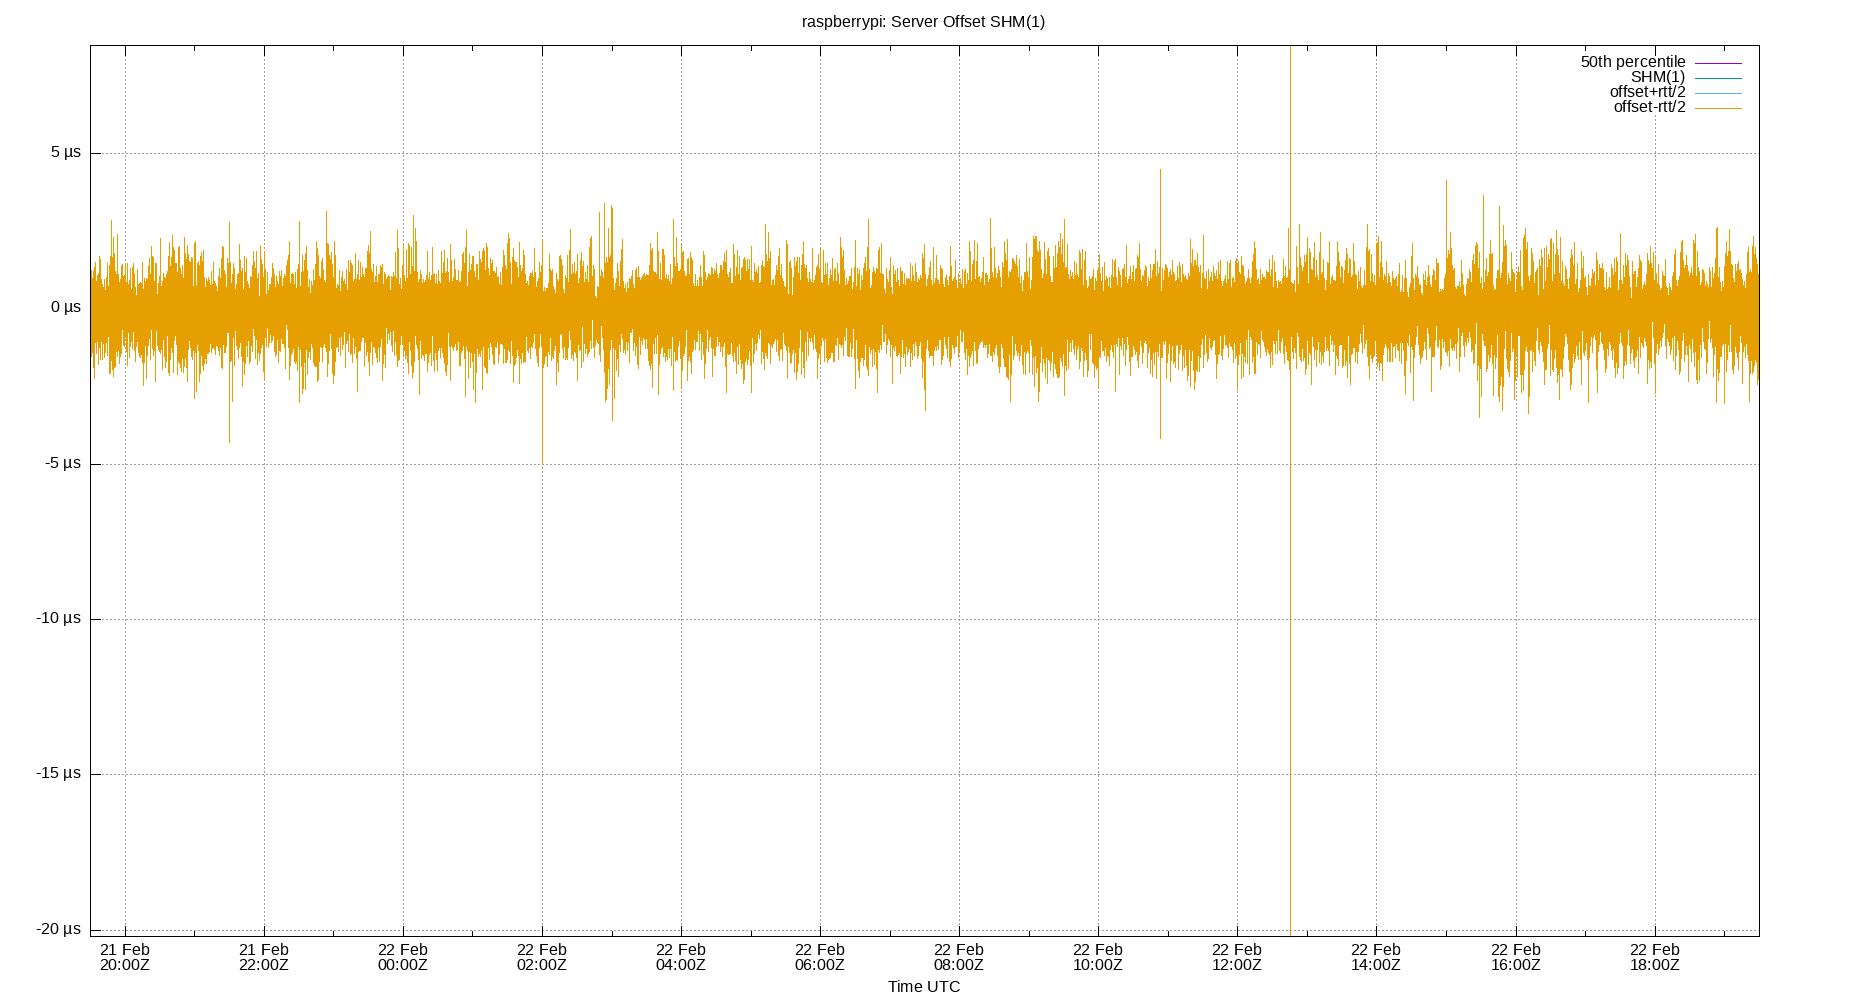 raspberrypi: Server Offset SHM(1)
50th percentile
SHM(1)
offset+rtt/2
offset-rtt/2
5 µs
0 µs
-5 µs
-10 µs
-15 µs
-20 µs
21 Feb 21 Feb 22 Feb 22 Feb 22 Feb 22 Feb 22 Feb 22 Feb 22 Feb 22 Feb 22 Feb 22 Feb
20:00Z 22:00Z 00:00Z 02:00Z 04:00Z 06:00Z 08:00Z 10:00Z 12:00Z 14:00Z 16:00Z 18:00Z
Time UTC